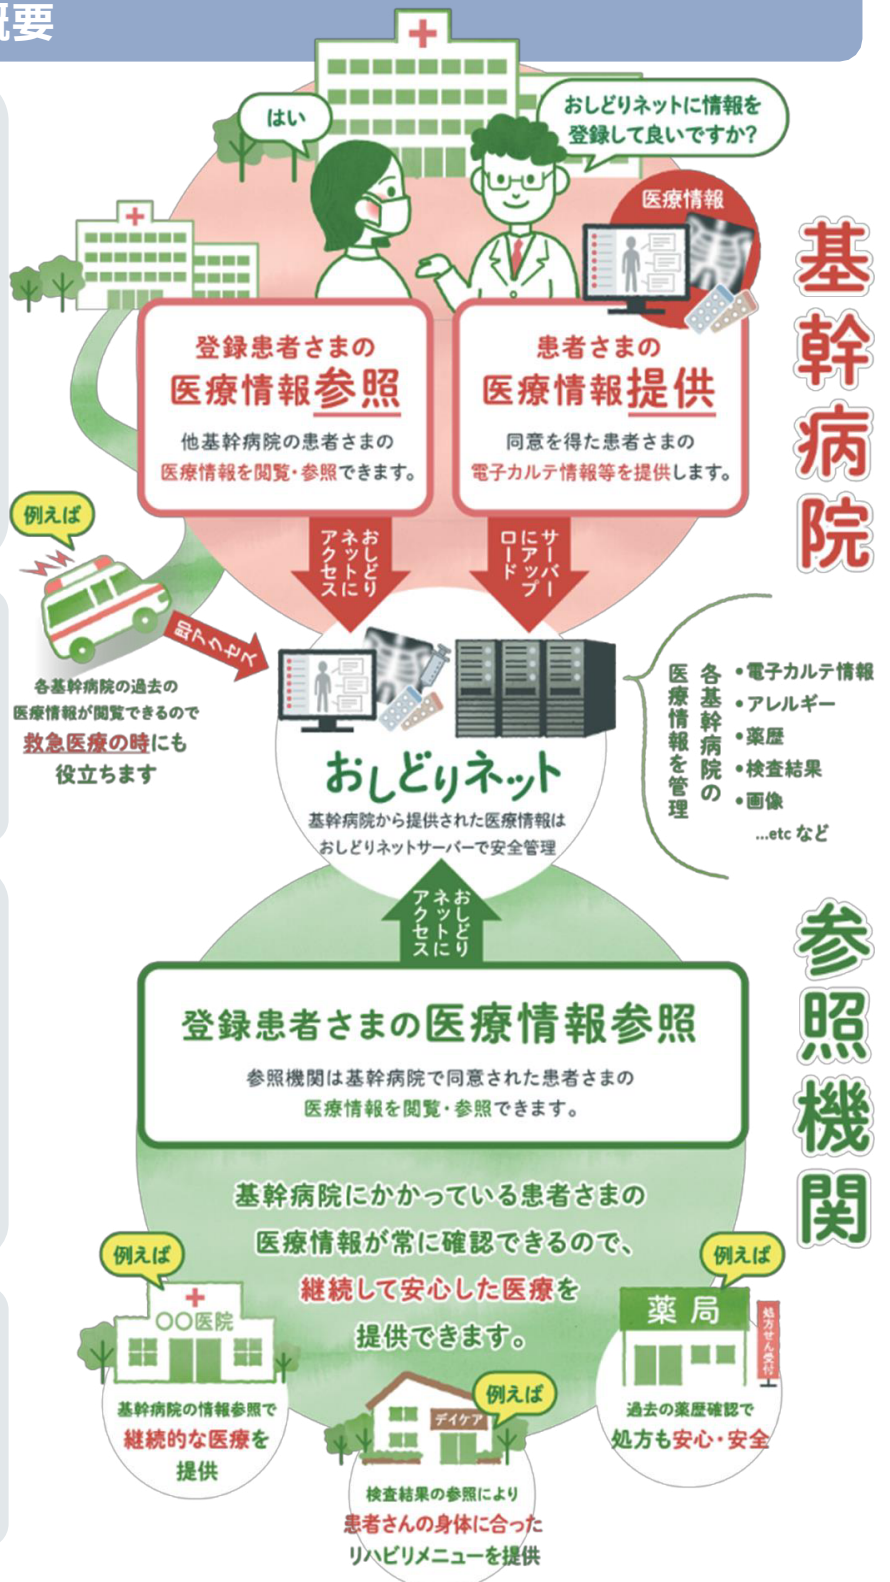 概要
はい
おしどりネットに情報を
登録して良いですか?
医療情報
基幹病院
登録患者さまの
医療情報参照
他基幹病院の患者さまの
医療情報を閲覧・参照できます。
患者さまの
医療情報提供
同意を得た患者さまの
電子カルテ情報等を提供します。
おしどり
ネットに
アクセス
サーバー
にアップ
ロード
例えば
即アクセス
各基幹病院の過去の
医療情報が閲覧できるので
救急医療の時にも
役立ちます
おしどりネット
基幹病院から提供された医療情報は
おしどりネットサーバーで安全管理
各基幹病院の
医療情報を管理
・電子カルテ情報
・アレルギー
・薬歴
・検査結果
・画像
...etc など
おしどり
ネットに
アクセス
参照機関
登録患者さまの医療情報参照
参照機関は基幹病院で同意された患者さまの
医療情報を閲覧・参照できます。
基幹病院にかかっている患者さまの
医療情報が常に確認できるので、
継続して安心した医療を
提供できます。
例えば
〇〇医院
基幹病院の情報参照で
継続的な医療を
提供
例えば
デイケア
検査結果の参照により
患者さんの身体に合った
リハビリメニューを提供
例えば
薬局
処方せん受付
過去の薬歴確認で
処方も安心・安全